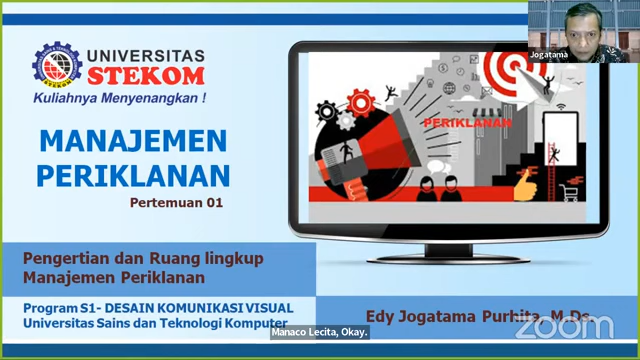 UNIVERSITAS
STEKOM
Kuliahnya Menyenangkan !
Jogatama
PERIKLANAN
MANAJEMEN
PERIKLANAN
Pertemuan 01
Pengertian dan Ruang lingkup
Manajemen Periklanan
Program S1- DESAIN KOMUNIKASI VISUAL
Universitas Sains dan Teknologi Komputer
Edy Jogatama Purhita, M.Ds.
Manaco Lecita, Okay.
zoom